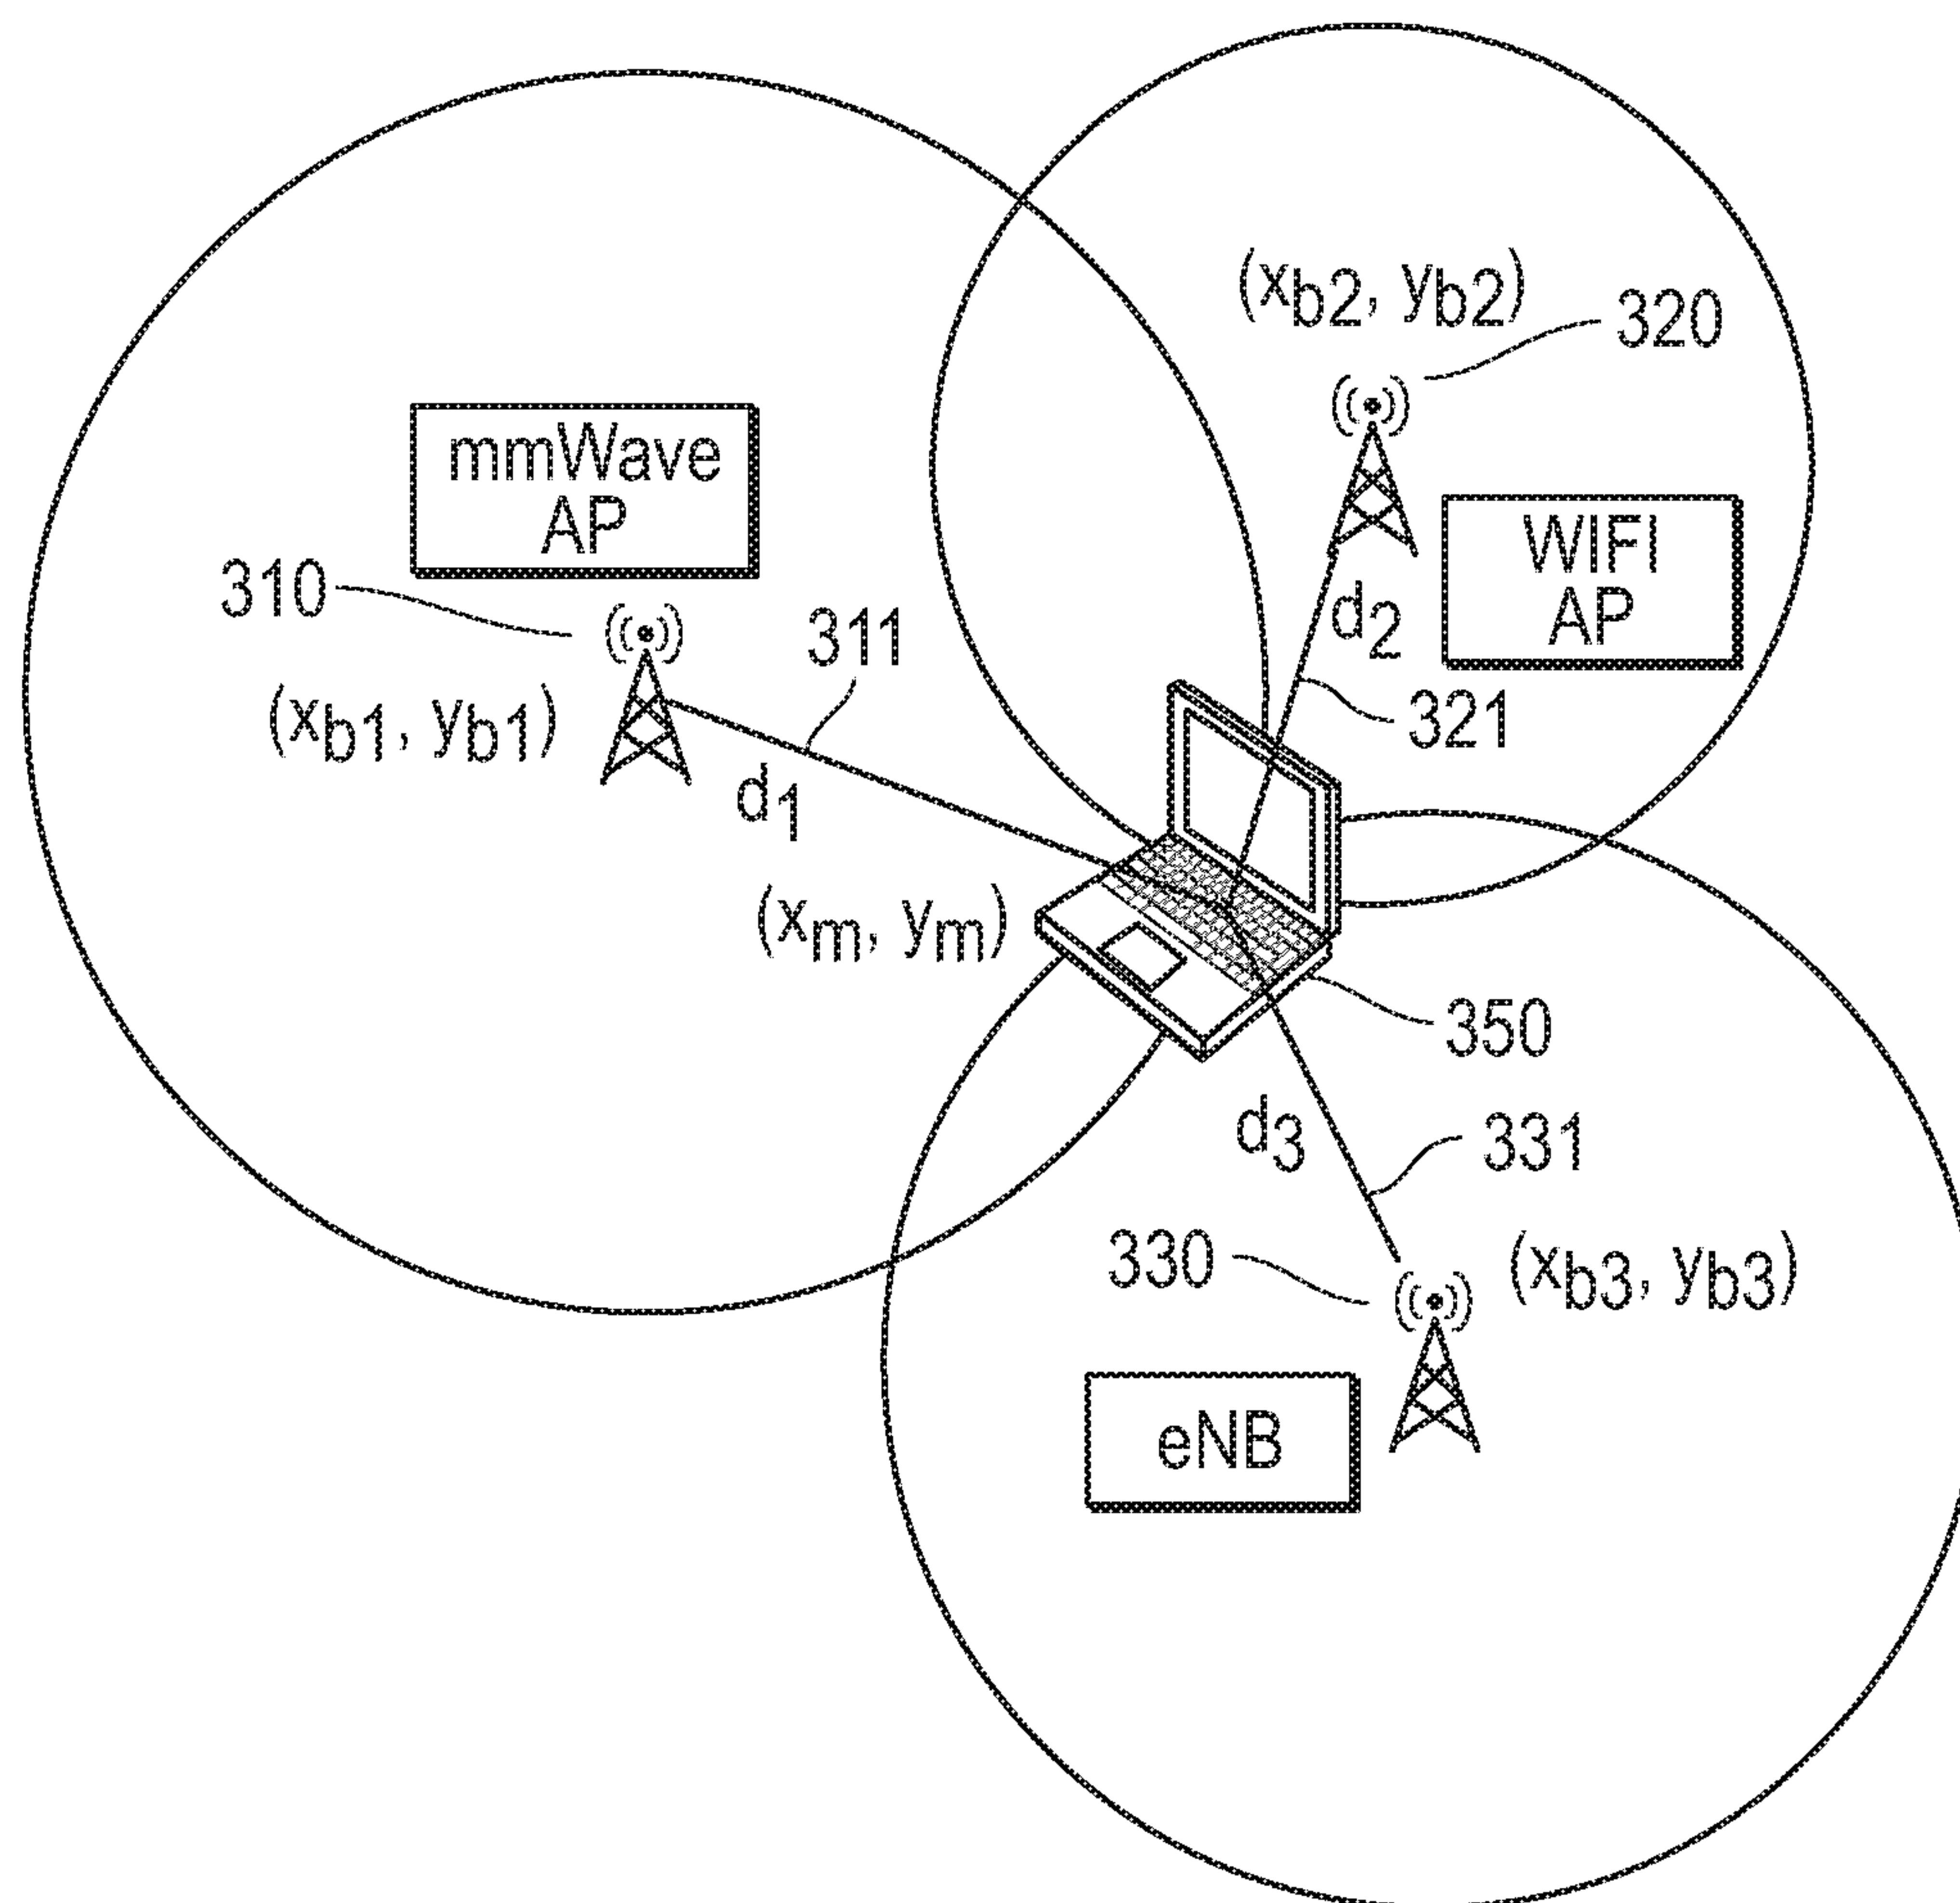 (xb2, yb2)
320
mmWave
AP
WIFI
AP
310
311
d2
(xb1, yb1)
321
d1
(xm, ym)
350
d3
331
330
(xb3, yb3)
eNB